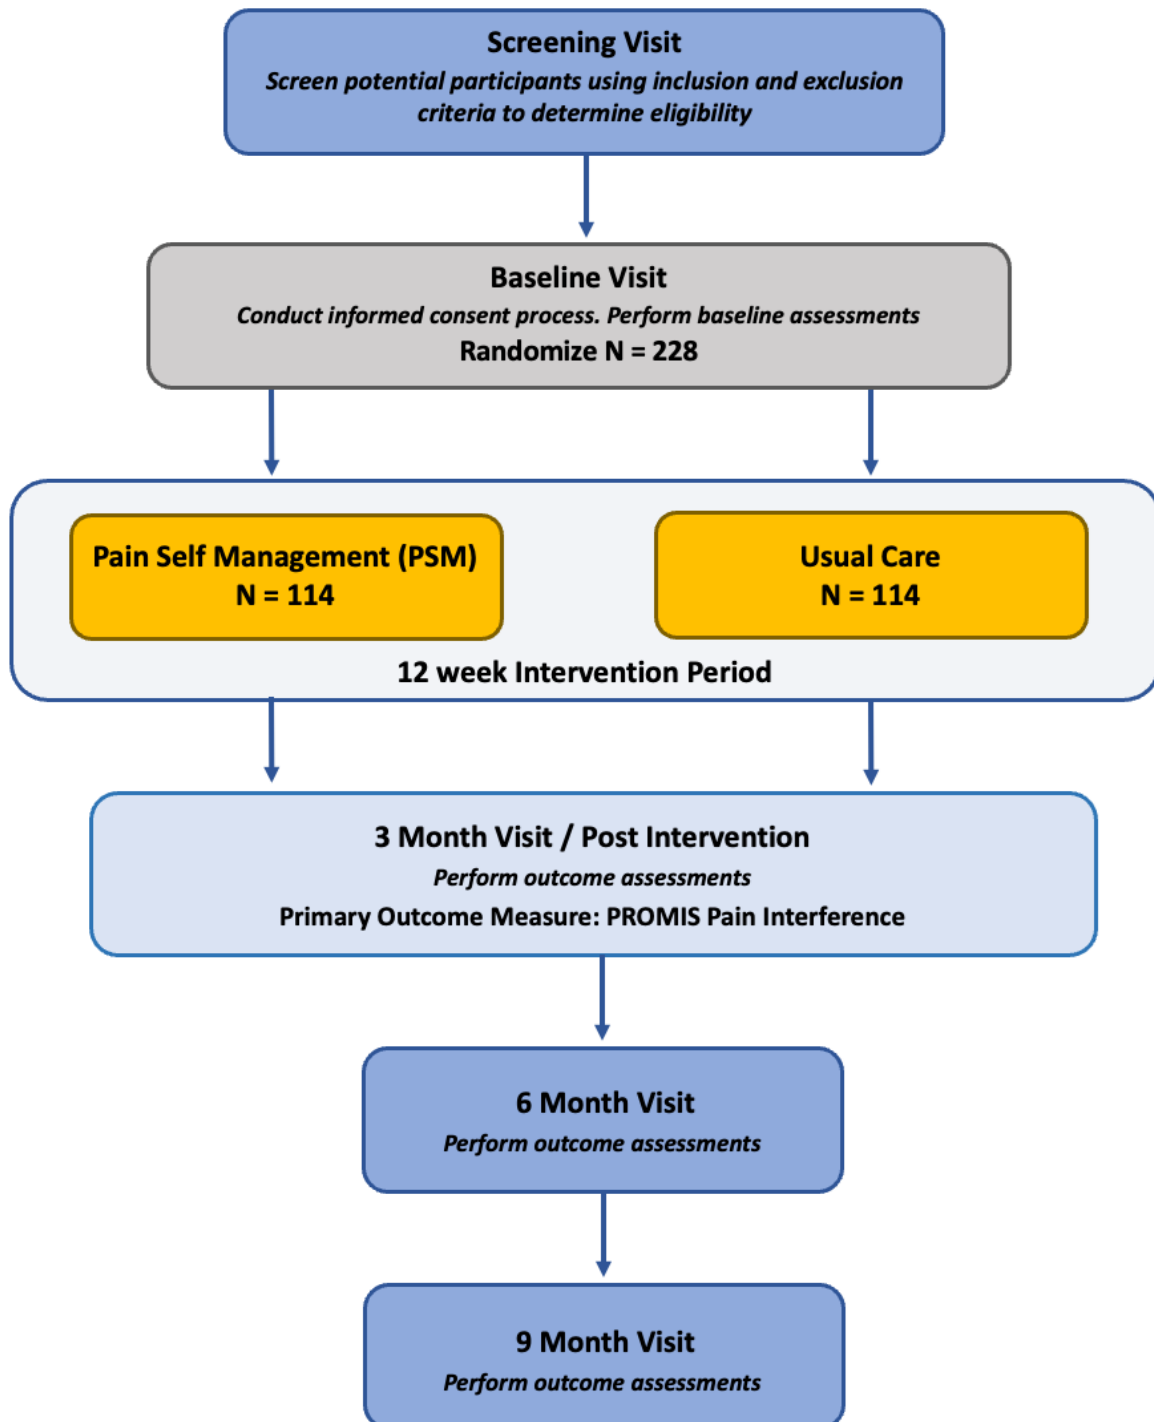 Screening Visit
Screen potential participants using inclusion and exclusion
criteria to determine eligibility
Baseline Visit
Conduct informed consent process. Perform baseline assessments
Randomize N = 228
Pain Self Management (PSM)
N = 114
Usual Care
N = 114
12 week Intervention Period
3 Month Visit / Post Intervention
Perform outcome assessments
Primary Outcome Measure: PROMIS Pain Interference
6 Month Visit
Perform outcome assessments
9 Month Visit
Perform outcome assessments